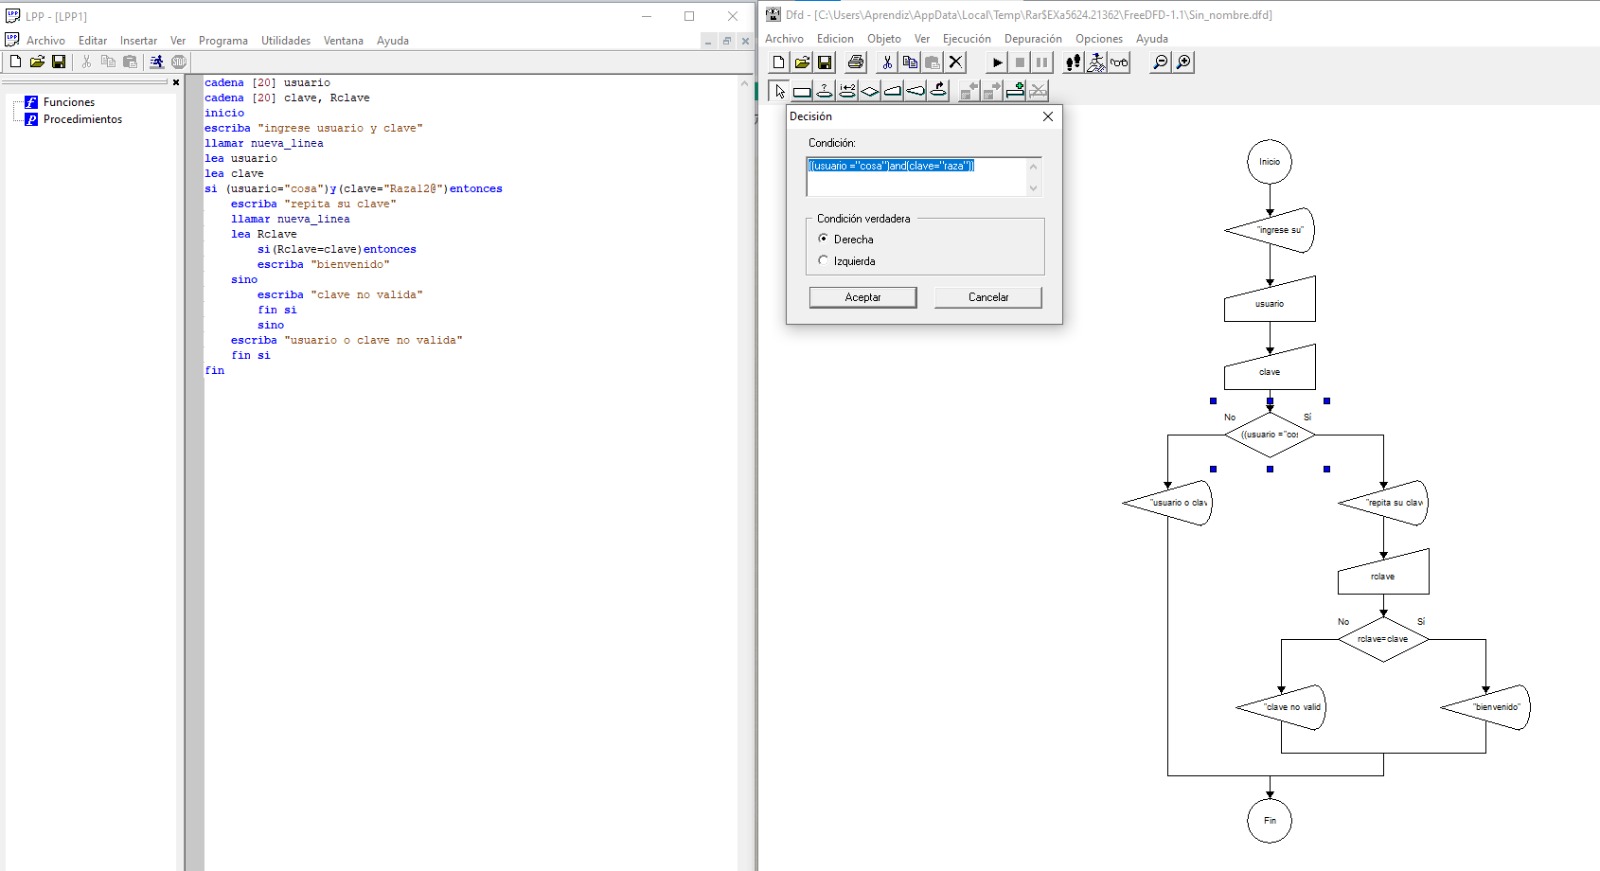 LPP - [LPP1]
Archivo Editar Insertar Ver Programa Utilidades Ventana Ayuda
Funciones
Procedimientos
cadena [20] usuario
cadena [20] clave, Rclave
inicio
escriba "ingrese usuario y clave"
llamar nueva_linea
lea usuario
lea clave
si (usuario="cosa")y(clave="Raza12@")entonces
escriba "repita su clave"
llamar nueva_linea
lea Rclave
si(Rclave=clave)entonces
escriba "bienvenido"
sino
escriba "clave no valida"
fin si
sino
escriba "usuario o clave no valida"
fin si
fin
Dfd - [C:\Users\Aprendiz\AppData\Local\Temp\Rar$EXa5624.21362\FreeDFD-1.1\Sin_nombre.dfd]
Archivo Edicion Objeto Ver Ejecución Depuración Opciones Ayuda
Decisión
Condición:
((usuario ="cosa")and(clave="raza"))
Condición verdadera
Derecha
Izquierda
Aceptar Cancelar
Inicio
"ingrese su"
usuario
clave
No Sí
((usuario ="cos
"usuario o clav "repita su clav
rclave
No Sí
rclave=clave
"clave no valid "bienvenido"
Fin